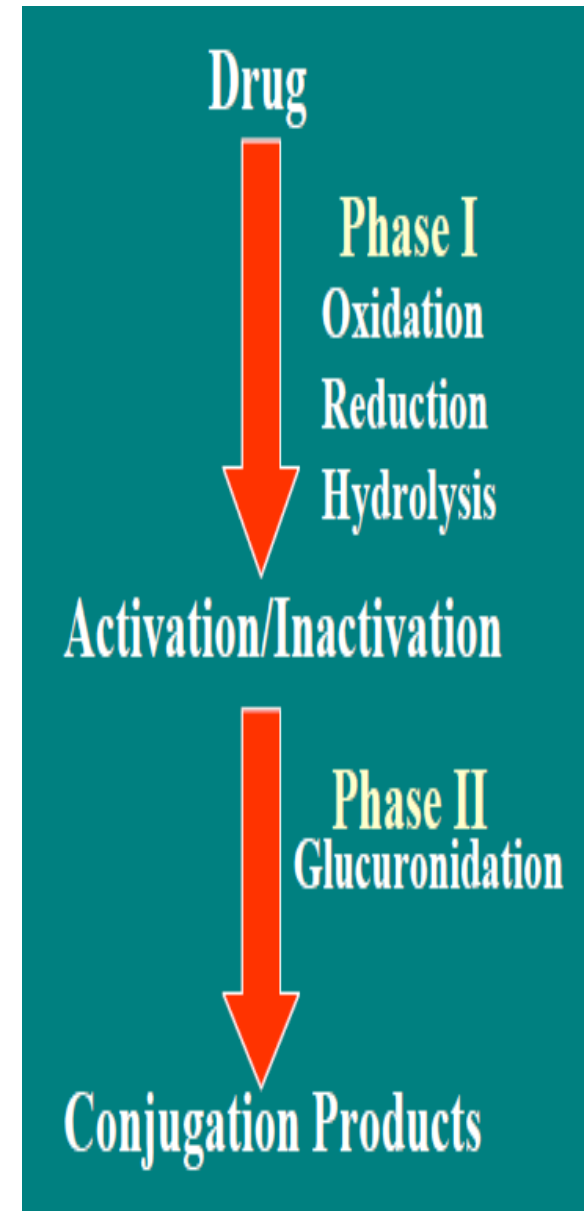 Drug
Phase I
Oxidation
Reduction
Hydrolysis
Activation/Inactivation
Phase II
Glucuronidation
Conjugation Products